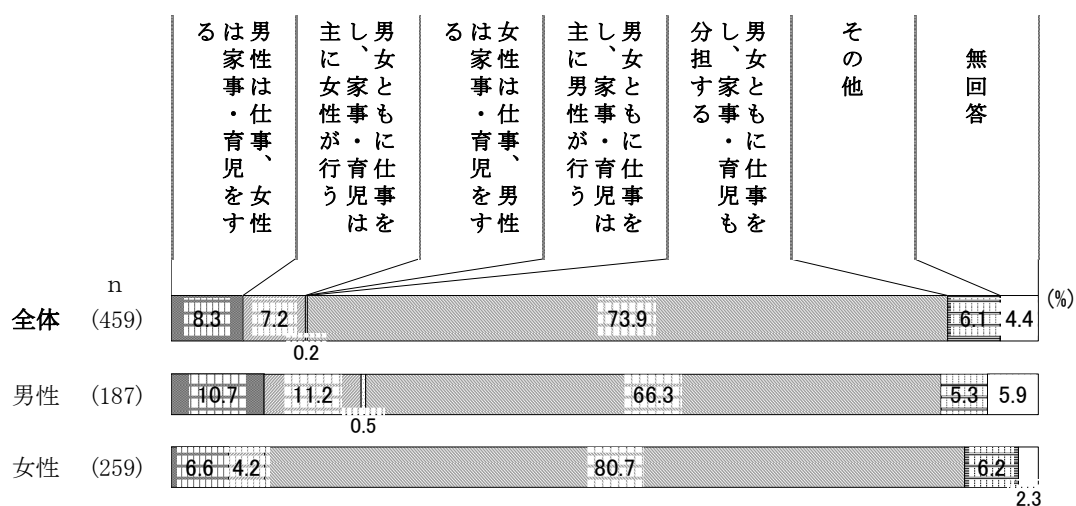 男性は仕事、女性
は家事・育児をす
る
男女ともに仕事を
し、家事・育児は
主に女性が行う
女性は仕事、男性
は家事・育児をす
る
男女ともに仕事を
し、家事・育児は
主に男性が行う
男女ともに仕事を
し、家事・育児も
分担する
その他
無回答
n
(%)
全体 (459) 8.3 7.2 73.9 6.1 4.4
0.2
男性 (187) 10.7 11.2 66.3 5.3 5.9
0.5
女性 (259) 6.6 4.2 80.7 6.2
2.3